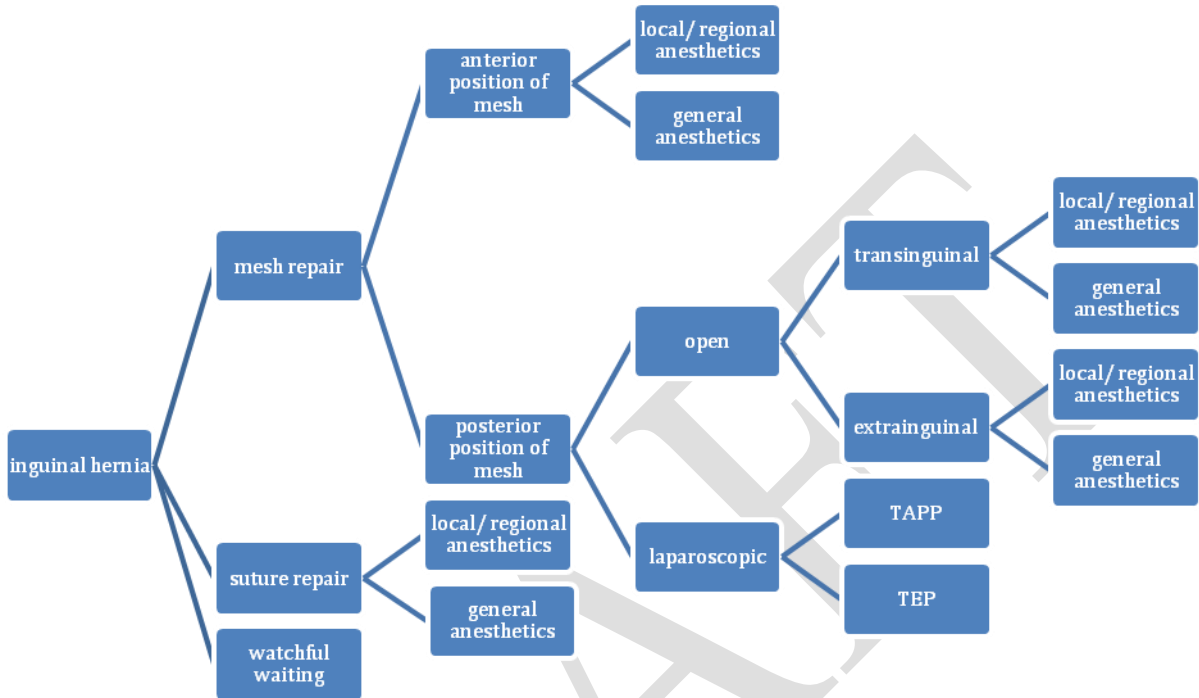 inguinal hernia
mesh repair
anterior
position of
mesh
local/ regional
anesthetics
general
anesthetics
posterior
position of
mesh
open
transinguinal
local/ regional
anesthetics
general
anesthetics
extrainguinal
local/ regional
anesthetics
general
anesthetics
laparoscopic
TAPP
TEP
suture repair
local/ regional
anesthetics
general
anesthetics
watchful
waiting
AFT